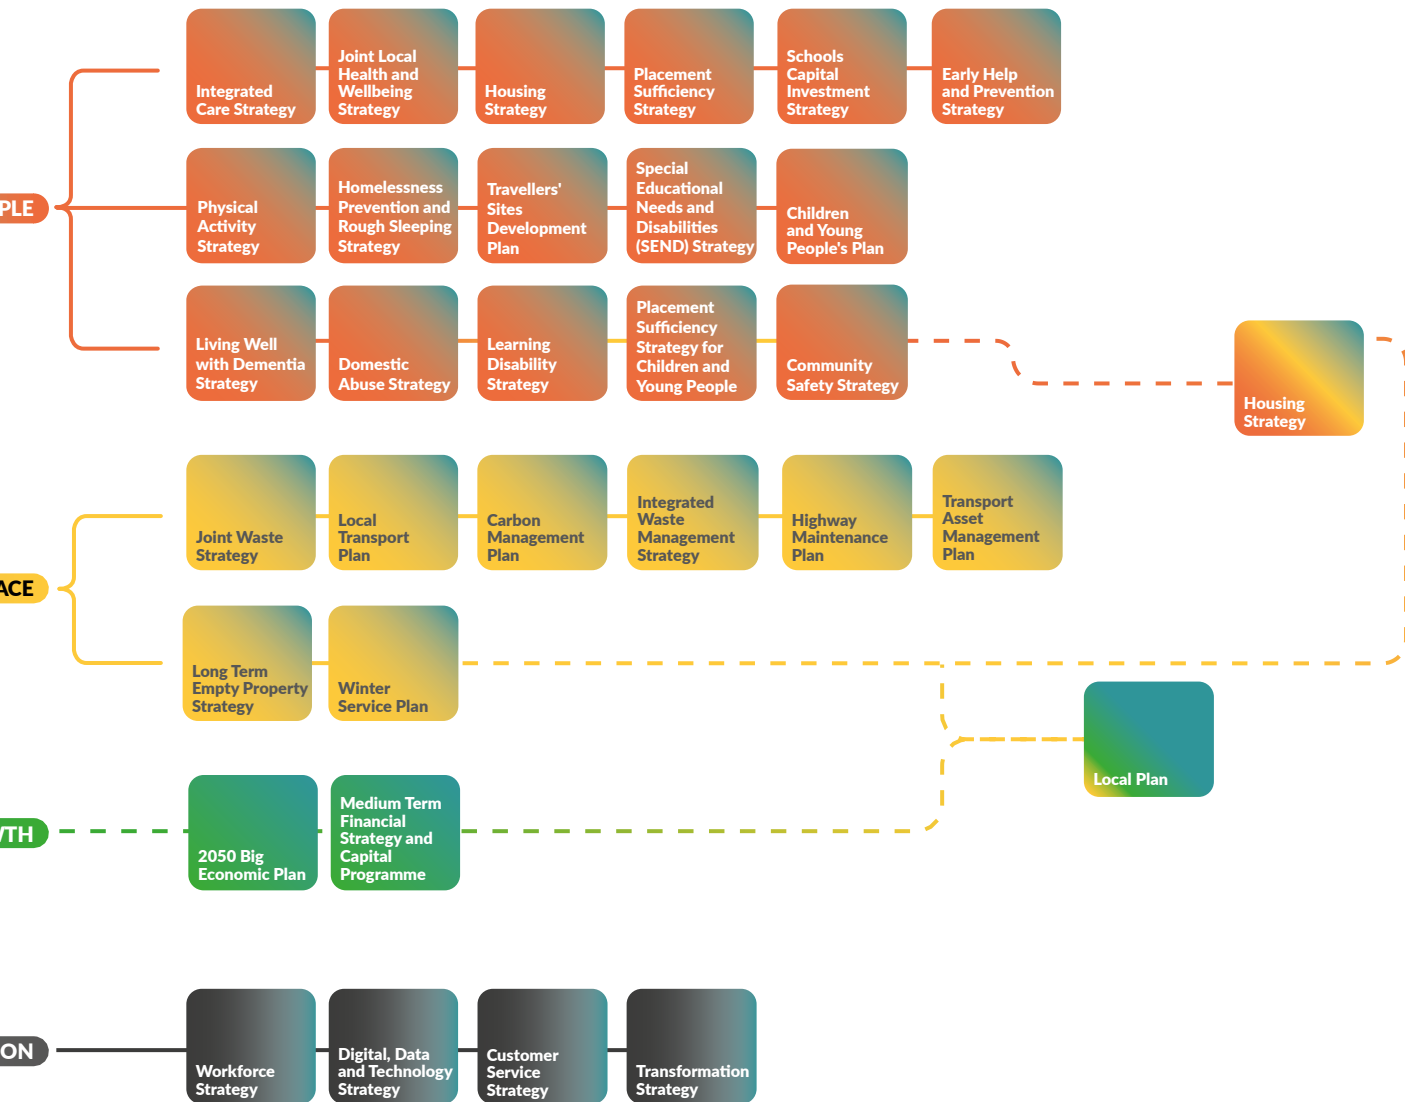 PLE
Integrated
Care Strategy
Joint Local
Health and
Wellbeing
Strategy
Housing
Strategy
Placement
Sufficiency
Strategy
Schools
Capital
Investment
Strategy
Early Help
and Prevention
Strategy
Physical
Activity
Strategy
Homelessness
Prevention and
Rough Sleeping
Strategy
Travellers'
Sites
Development
Plan
Special
Educational
Needs and
Disabilities
(SEND) Strategy
Children
and Young
People's Plan
Living Well
with Dementia
Strategy
Domestic
Abuse Strategy
Learning
Disability
Strategy
Placement
Sufficiency
Strategy for
Children and
Young People
Community
Safety Strategy
Housing
Strategy
ACE
Joint Waste
Strategy
Local
Transport
Plan
Carbon
Management
Plan
Integrated
Waste
Management
Strategy
Highway
Maintenance
Plan
Transport
Asset
Management
Plan
Long Term
Empty Property
Strategy
Winter
Service Plan
Local Plan
WTH
2050 Big
Economic Plan
Medium Term
Financial
Strategy and
Capital
Programme
ON
Workforce
Strategy
Digital, Data
and Technology
Strategy
Customer
Service
Strategy
Transformation
Strategy